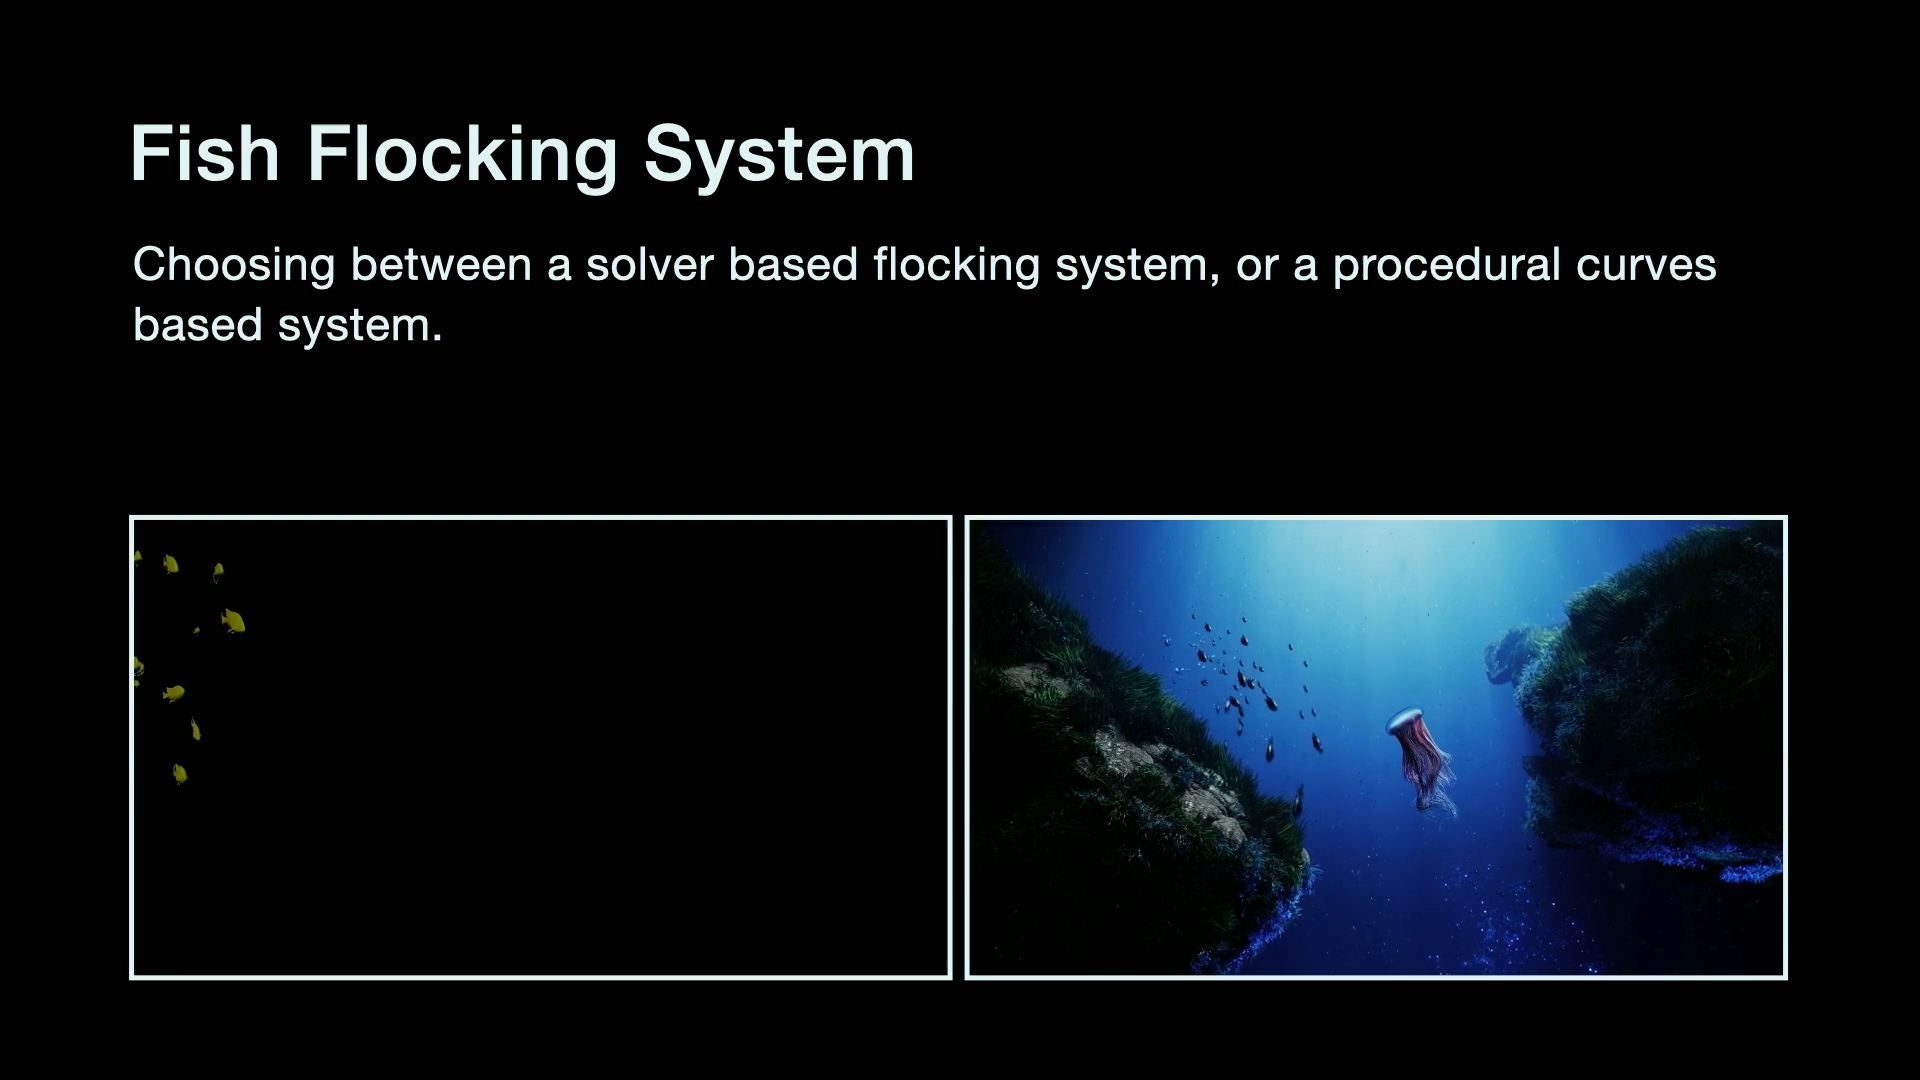 Fish Flocking System
Choosing between a solver based flocking system, or a procedural curves
based system.